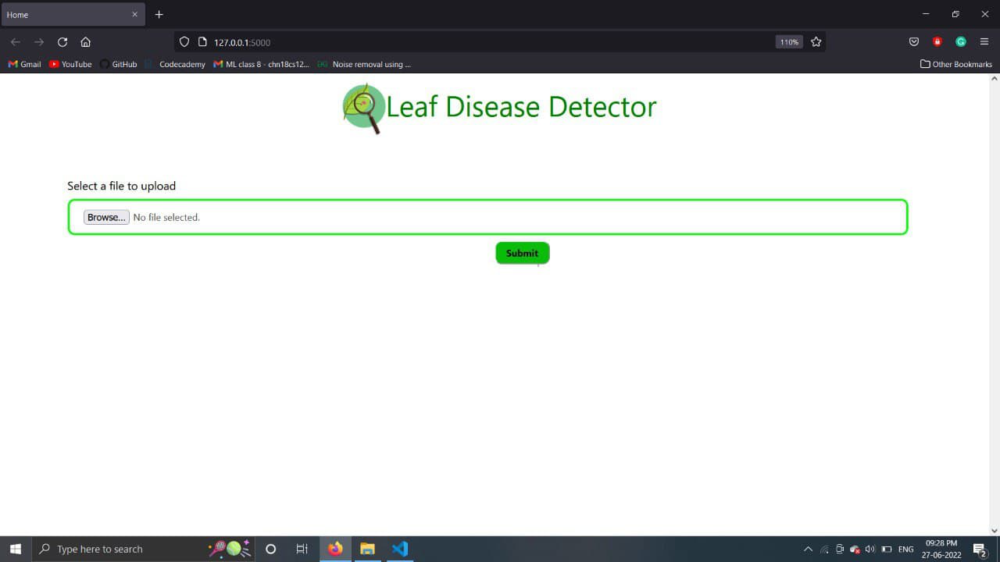 Home
127.0.0.1:5000
110%
Gmail
YouTube
GitHub
Codecademy
ML class 8 - chn18cs12...
Noise removal using ...
Other Bookmarks
Leaf Disease Detector
Select a file to upload
Browse... No file selected.
Submit
Type here to search
ENG
09:28 PM
27-06-2022
2